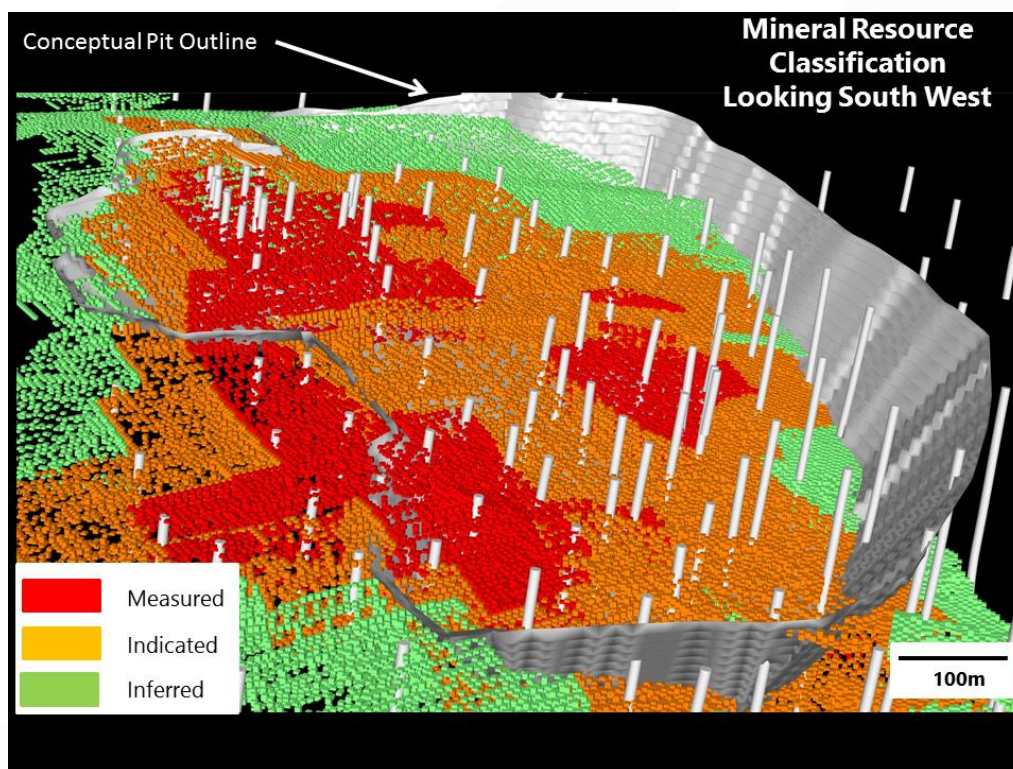 Conceptual Pit Outline
Mineral Resource
Classification
Looking South West
Measured
Indicated
Inferred
100m